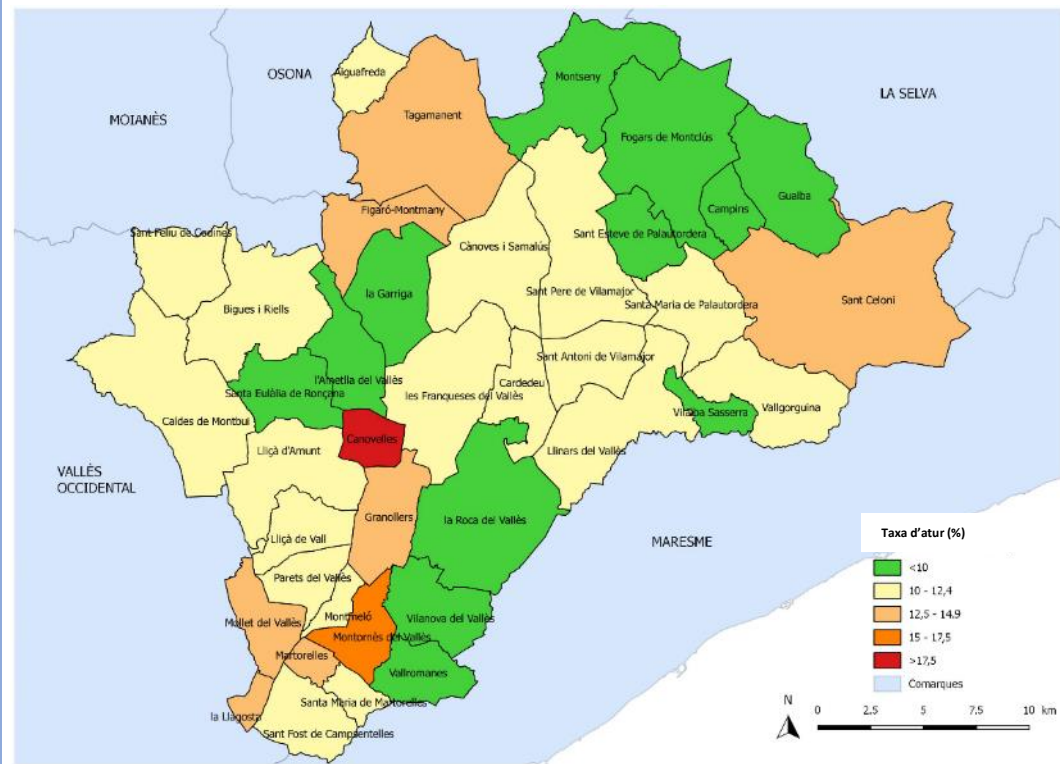 OSONA
Aiguafreda
MOIANÈS
Tagamanent
Montseny
LA SELVA
Fogars de Montclús
Gualba
Campins
Figaró-Montmany
Sant Feliu de Codines
Cànoves i Samalús
Sant Esteve de Palautordera
la Garriga
Sant Pere de Vilamajor
Santa Maria de Palautordera
Sant Celoni
Bigues i Riells
Sant Antoni de Vilamajor
l'Ametlla del Vallès
Cardedeu
Santa Eulàlia de Ronçana
les Franqueses del Vallès
Vallgorguina
Vilalba Sasserra
Caldes de Montbui
Canovelles
Lliçà d'Amunt
Llinars del Vallès
VALLÈS
OCCIDENTAL
Granollers
la Roca del Vallès
Lliçà de Vall
MARESME
Parets del Vallès
Montmeló
Vilanova del Vallès
Mollet del Vallès
Montornès del Vallès
Martorelles
Vallromanes
Santa Maria de Martorelles
la Llagosta
Sant Fost de Campsentelles
Taxa d'atur (%)
<10
10 - 12,4
12,5 - 14.9
15 - 17,5
>17,5
Comarques
N
0 2.5 5 7.5 10 km